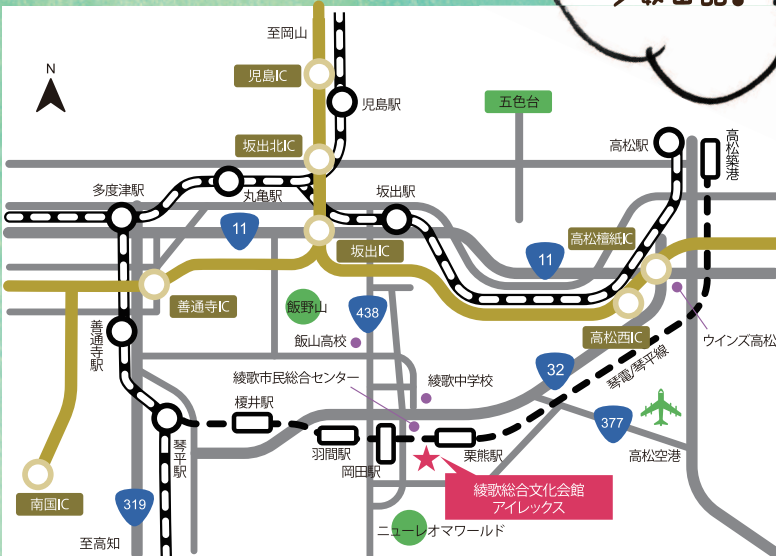 至岡山
N
児島IC
児島駅
五色台
坂出北IC
高松駅
高松築港
多度津駅
丸亀駅
坂出駅
11
坂出IC
11
高松檀紙IC
善通寺IC
飯野山
438
善通寺駅
飯山高校
高松西IC
ウインズ高松
綾歌市民総合センター
綾歌中学校
32
琴電/琴平線
榎井駅
377
琴平駅
羽間駅
岡田駅
栗熊駅
高松空港
南国IC
319
綾歌総合文化会館
アイレックス
ニューレオマワールド
至高知